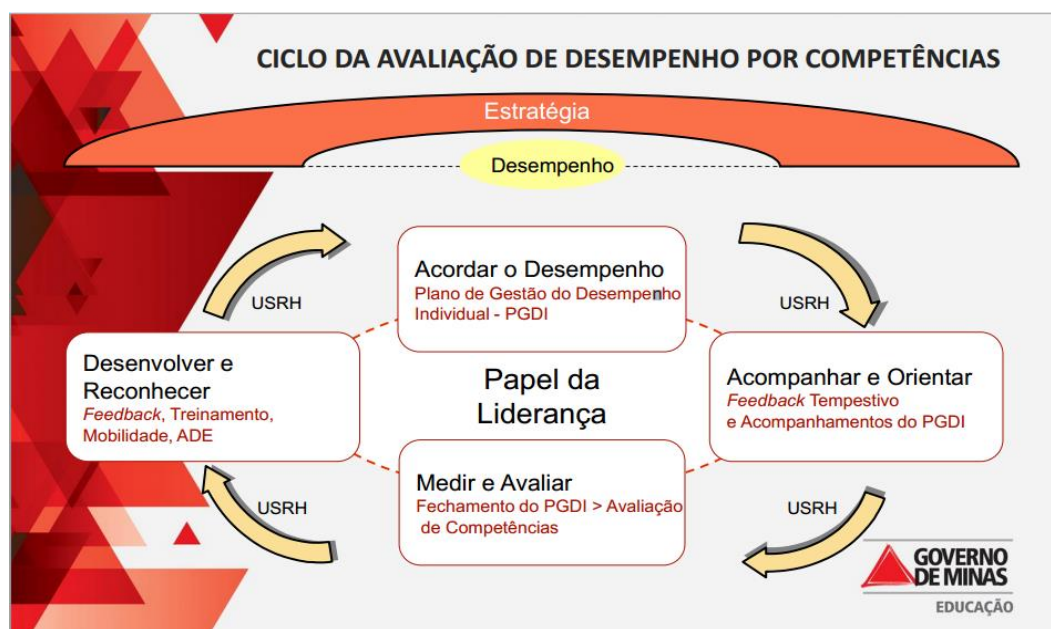 CICLO DA AVALIAÇÃO DE DESEMPENHO POR COMPETÊNCIAS
Estratégia
Desempenho
Acordar o Desempenho
Plano de Gestão do Desempenho
Individual - PGDI
USRH
USRH
Desenvolver e
Reconhecer
Feedback, Treinamento,
Mobilidade, ADE
Papel da
Liderança
Acompanhar e Orientar
Feedback Tempestivo
e Acompanhamentos do PGDI
Medir e Avaliar
Fechamento do PGDI > Avaliação
de Competências
USRH
USRH
GOVERNO
DE MINAS
EDUCAÇÃO